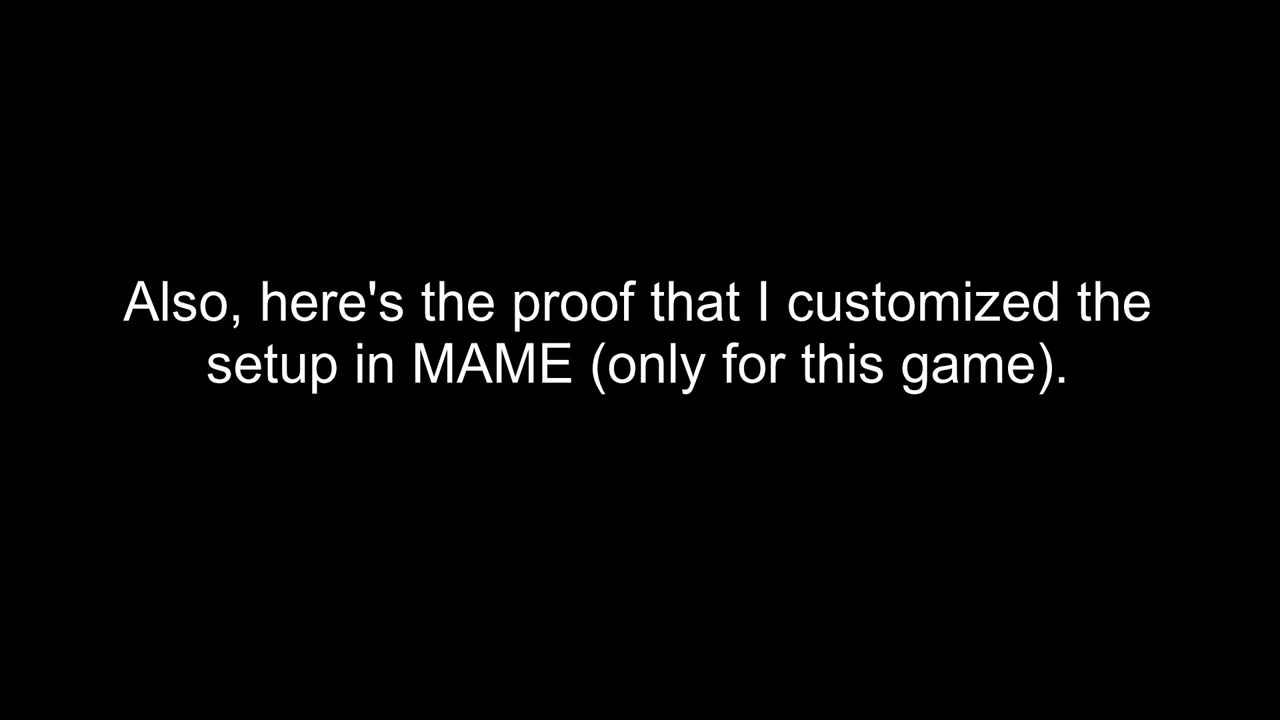 Also, here's the proof that I customized the
setup in MAME (only for this game).